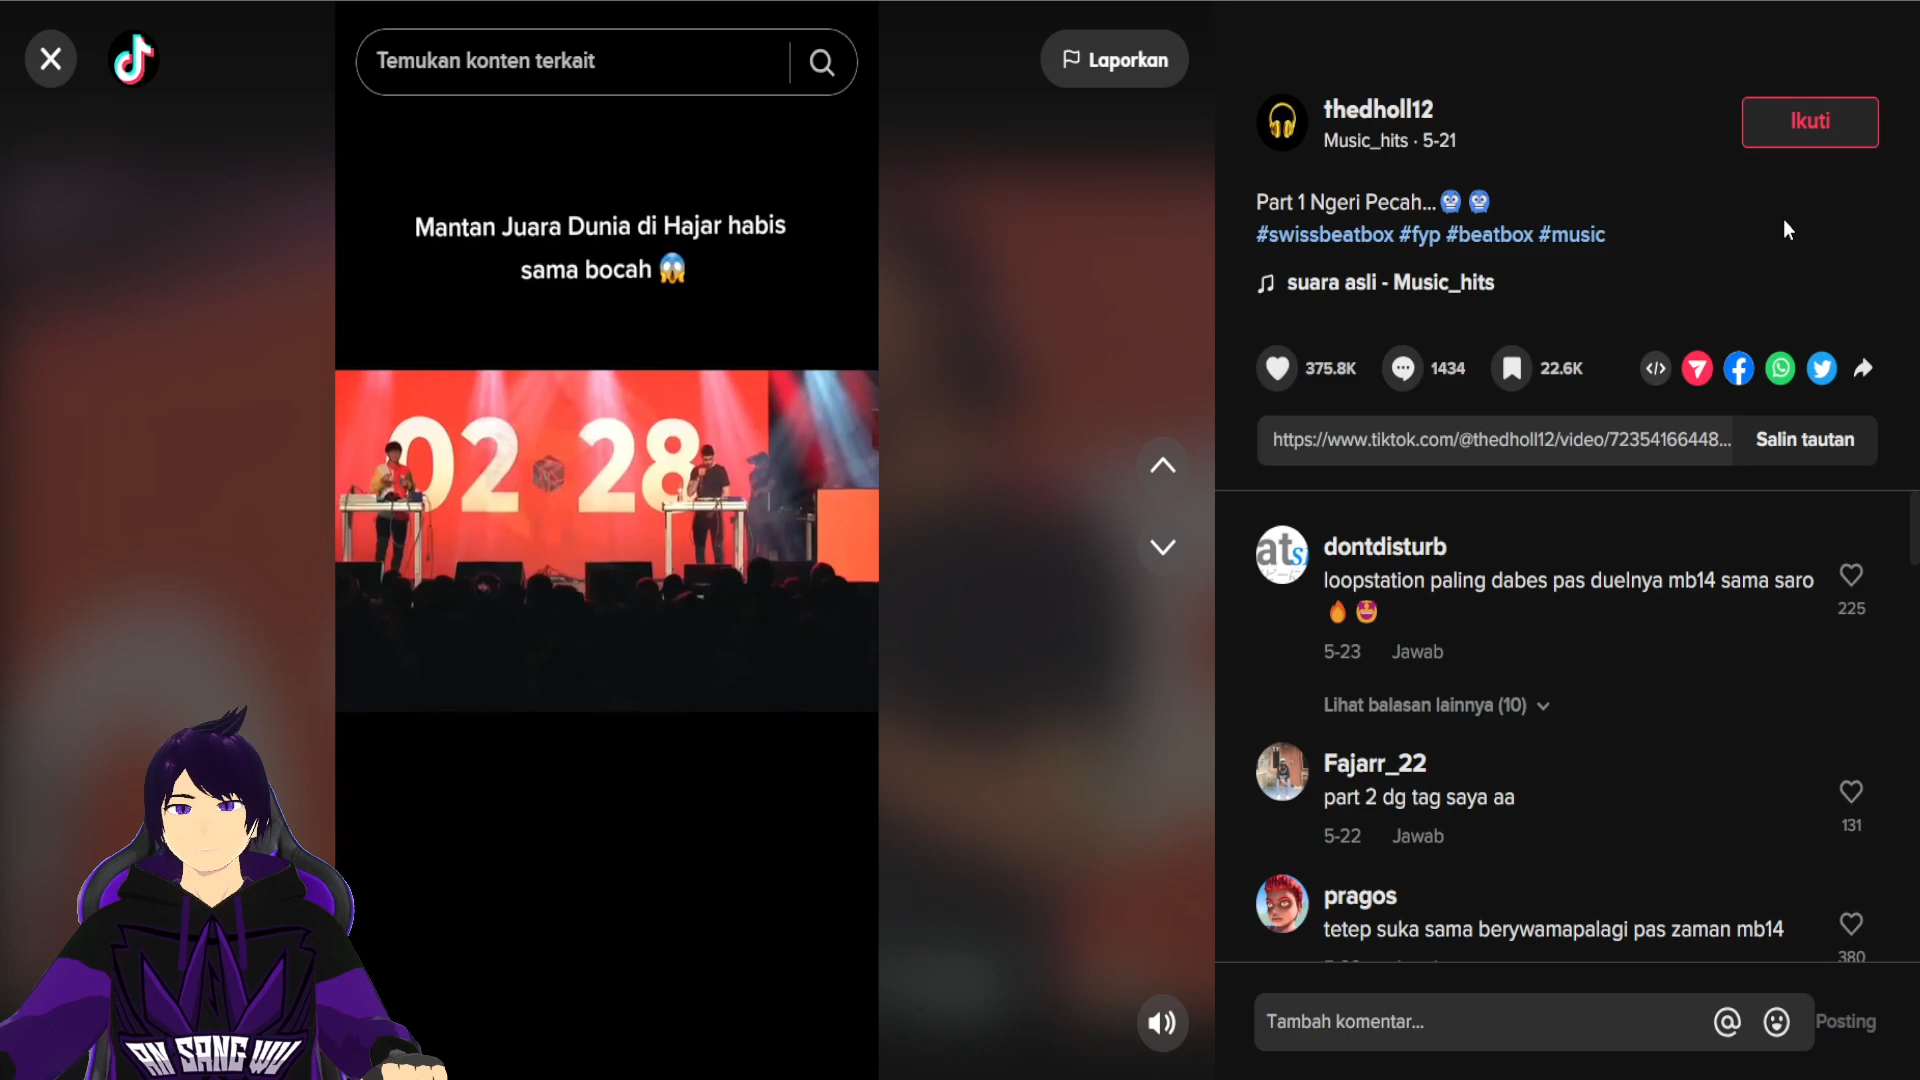 Temukan konten terkait
Laporkan
Mantan Juara Dunia di Hajar habis
sama bocah 😱
02 28
AN SANG WU
thedholl12
Music_hits · 5-21
Ikuti
Part 1 Ngeri Pecah...🥶🥶
#swissbeatbox #fyp #beatbox #music
suara asli - Music_hits
375.8K
1434
22.6K
https://www.tiktok.com/@thedholl12/video/72354166448...
Salin tautan
dontdisturb
loopstation paling dabes pas duelnya mb14 sama saro
🔥🤩
225
5-23 Jawab
Lihat balasan lainnya (10)
Fajarr_22
part 2 dg tag saya aa
131
5-22 Jawab
pragos
tetep suka sama berywamapalagi pas zaman mb14
380
Tambah komentar...
Posting